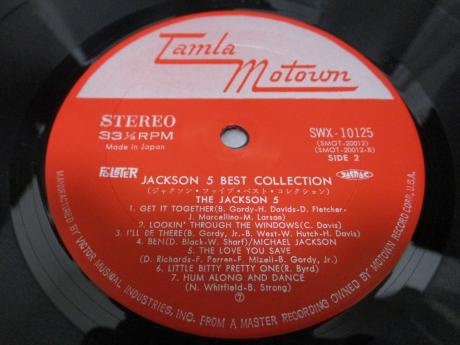 Tamla
Motown
STEREO
33⅓RPM
Made in Japan
SWX-10125
(SMOT-20012)
(SMOT-20012-B)
SIDE 2
JACKSON 5 BEST COLLECTION
(ジャクソン・ファイブ・ベスト・コレクション)
THE JACKSON 5
1. GET IT TOGETHER(B. Gordy-H. Davids-D. Fletcher-
J. Marcellino-M. Larson)
2. LOOKIN' THROUGH THE WINDOWS(C. Davis)
3. I'LL BE THERE(B. Gordy, Jr.-B. West-W. Hutch-H. Davis)
4. BEN(D. Black-W. Sharf)/MICHAEL JACKSON
5. THE LOVE YOU SAVE
(D. Richards-F. Perren-F. Mizell-B. Gordy, Jr.)
6. LITTLE BITTY PRETTY ONE(R. Byrd)
7. HUM ALONG AND DANCE
(N. Whitfield-B. Strong)
⑦
MANUFACTURED BY VICTOR MUSICAL INDUSTRIES, INC. FROM A MASTER RECORDING OWNED BY MOTOWN RECORD CORP., U.S.A.